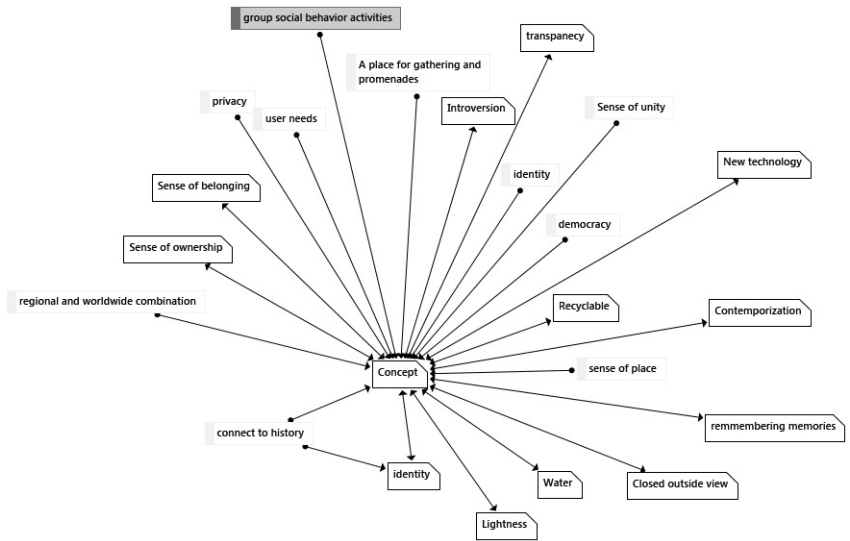 group social behavior activities
transpanecy
A place for gathering and
promenades
privacy
Introversion
Sense of unity
user needs
New technology
identity
Sense of belonging
democracy
Sense of ownership
regional and worldwide combination
Recyclable
Contemporization
Concept
sense of place
remmembering memories
connect to history
identity
Water
Closed outside view
Lightness